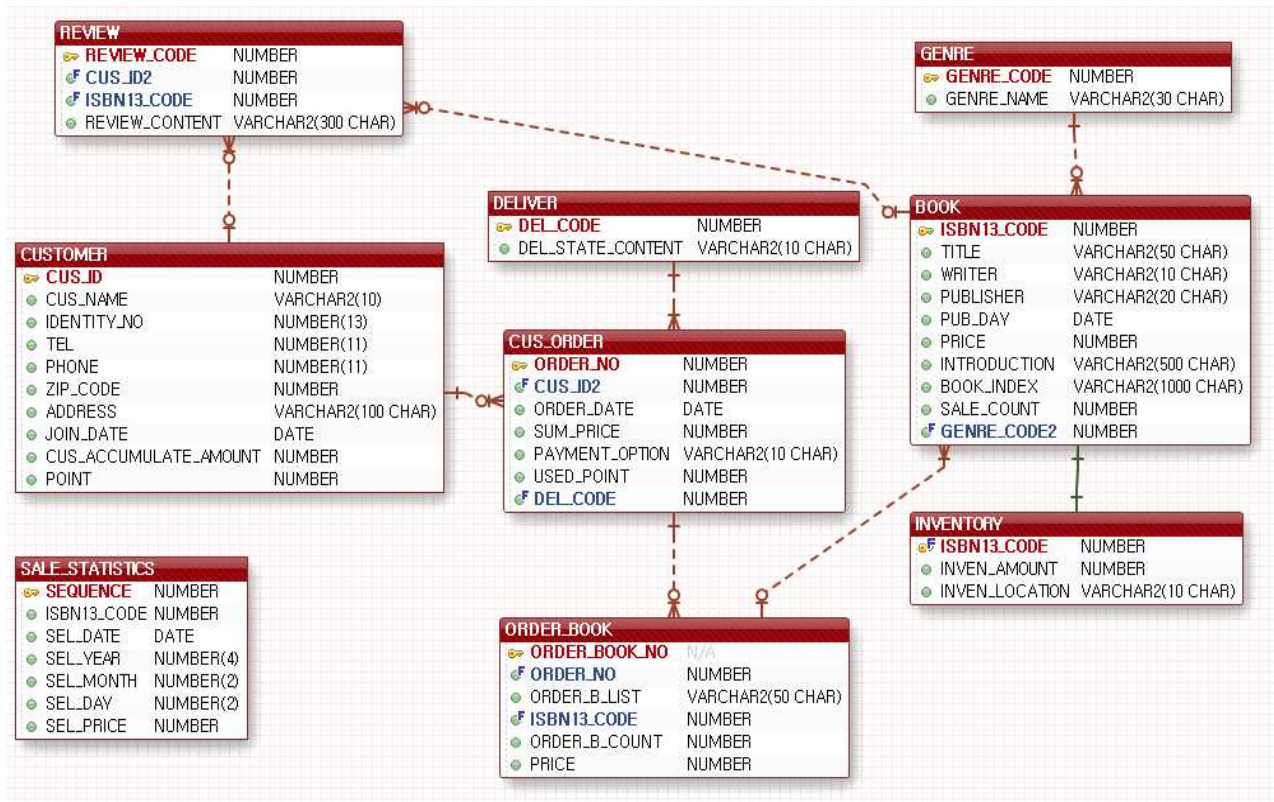 REVIEW
REVIEW_CODE NUMBER
CUS_ID2 NUMBER
ISBN13_CODE NUMBER
REVIEW_CONTENT VARCHAR2(300 CHAR)
GENRE
GENRE_CODE NUMBER
GENRE_NAME VARCHAR2(30 CHAR)
DELIVER
DEL_CODE NUMBER
DEL_STATE_CONTENT VARCHAR2(10 CHAR)
BOOK
ISBN13_CODE NUMBER
TITLE VARCHAR2(50 CHAR)
WRITER VARCHAR2(10 CHAR)
PUBLISHER VARCHAR2(20 CHAR)
PUB_DAY DATE
PRICE NUMBER
INTRODUCTION VARCHAR2(500 CHAR)
BOOK_INDEX VARCHAR2(1000 CHAR)
SALE_COUNT NUMBER
GENRE_CODE2 NUMBER
CUSTOMER
CUS_ID NUMBER
CUS_NAME VARCHAR2(10)
IDENTITY_NO NUMBER(13)
TEL NUMBER(11)
PHONE NUMBER(11)
ZIP_CODE NUMBER
ADDRESS VARCHAR2(100 CHAR)
JOIN_DATE DATE
CUS_ACCUMULATE_AMOUNT NUMBER
POINT NUMBER
CUS_ORDER
ORDER_NO NUMBER
CUS_ID2 NUMBER
ORDER_DATE DATE
SUM_PRICE NUMBER
PAYMENT_OPTION VARCHAR2(10 CHAR)
USED_POINT NUMBER
DEL_CODE NUMBER
INVENTORY
ISBN13_CODE NUMBER
INVEN_AMOUNT NUMBER
INVEN_LOCATION VARCHAR2(10 CHAR)
SALE_STATISTICS
SEQUENCE NUMBER
ISBN13_CODE NUMBER
SEL_DATE DATE
SEL_YEAR NUMBER(4)
SEL_MONTH NUMBER(2)
SEL_DAY NUMBER(2)
SEL_PRICE NUMBER
ORDER_BOOK
ORDER_BOOK_NO N/A
ORDER_NO NUMBER
ORDER_B_LIST VARCHAR2(50 CHAR)
ISBN13_CODE NUMBER
ORDER_B_COUNT NUMBER
PRICE NUMBER